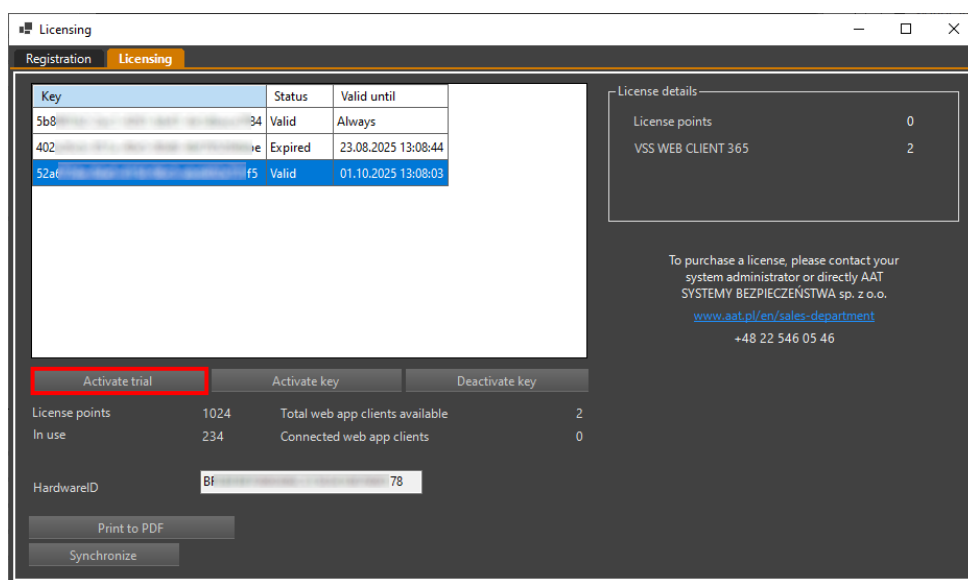 Licensing
Registration Licensing
Key Status Valid until
5b8 34 Valid Always
402 Expired 23.08.2025 13:08:44
f5 Valid 01.10.2025 13:08:03
Activate trial Activate key Deactivate key
License points 1024 Total web app clients available 2
In use 234 Connected web app clients 0
HardwareID 78
Print to PDF
Synchronize
License details
License points 0
VSS WEB CLIENT 365 2
To purchase a license, please contact your
system administrator or directly AAT
SYSTEMY BEZPIECZEŃSTWA sp. z o.o.
www.aat.pl/en/sales-department
+48 22 546 05 46